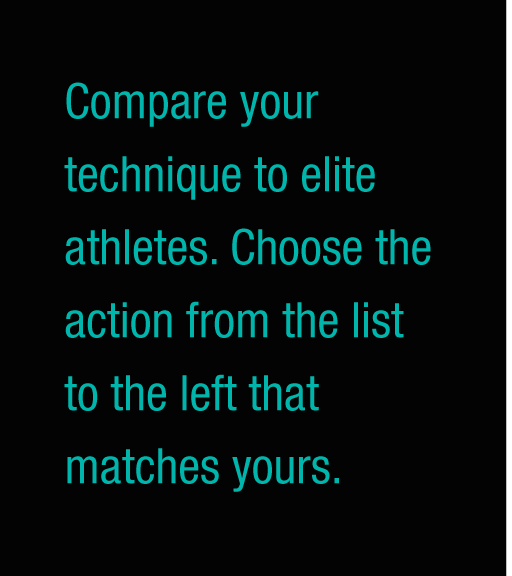 Compare your
technique to elite
athletes. Choose the
action from the list
to the left that
matches yours.